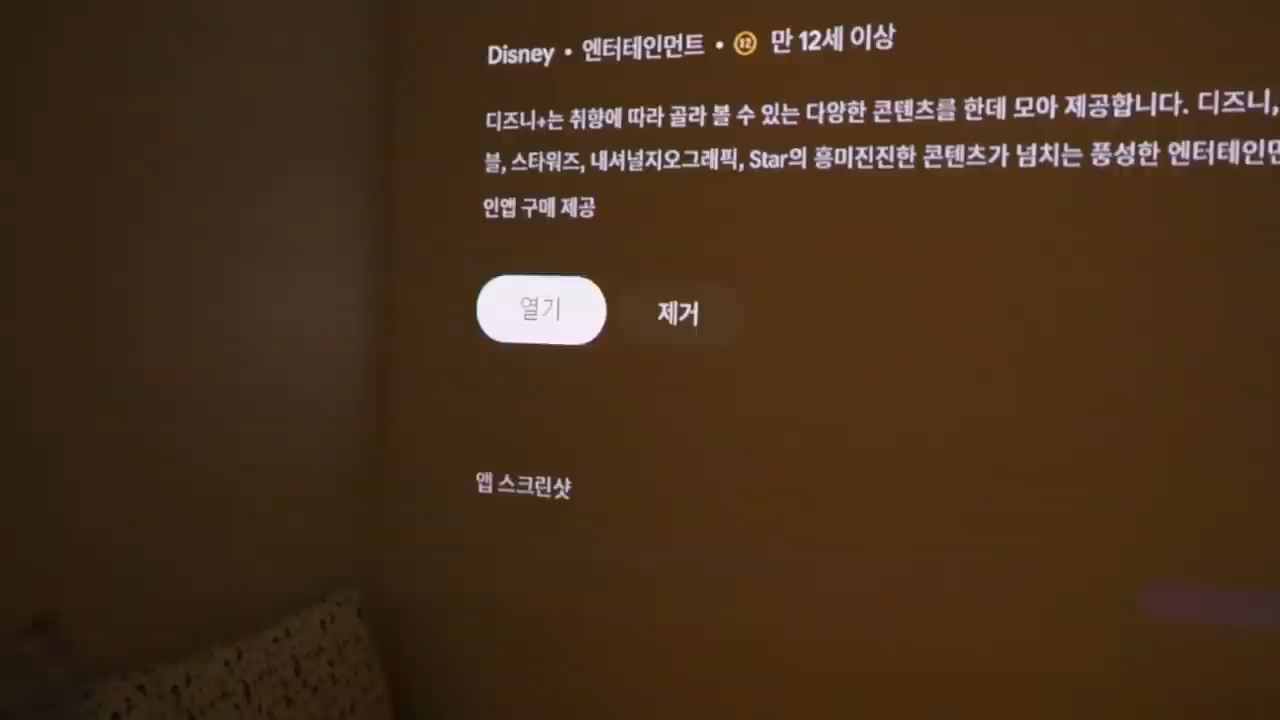 Disney • 엔터테인먼트 • ⑫ 만 12세 이상
디즈니+는 취향에 따라 골라 볼 수 있는 다양한 콘텐츠를 한데 모아 제공합니다. 디즈니,
블, 스타워즈, 내셔널지오그래픽, Star의 흥미진진한 콘텐츠가 넘치는 풍성한 엔터테인먼
인앱 구매 제공
열기 제거
앱 스크린샷